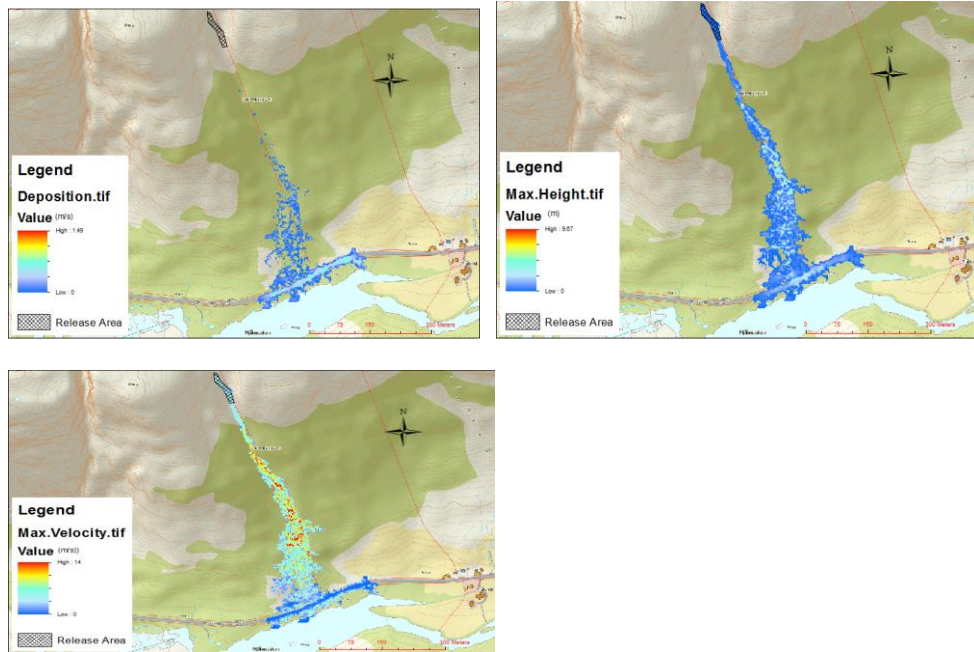 N
Legend
Deposition.tif
Value (m/s)
High : 1.49
Low : 0
Release Area
0 75 150 300 Meters
N
Legend
Max.Height.tif
Value (m)
High : 9.67
Low : 0
Release Area
0 75 150 300 Meters
N
Legend
Max.Velocity.tif
Value (m/s))
High : 14
Low : 0
Release Area
0 75 150 300 Meters